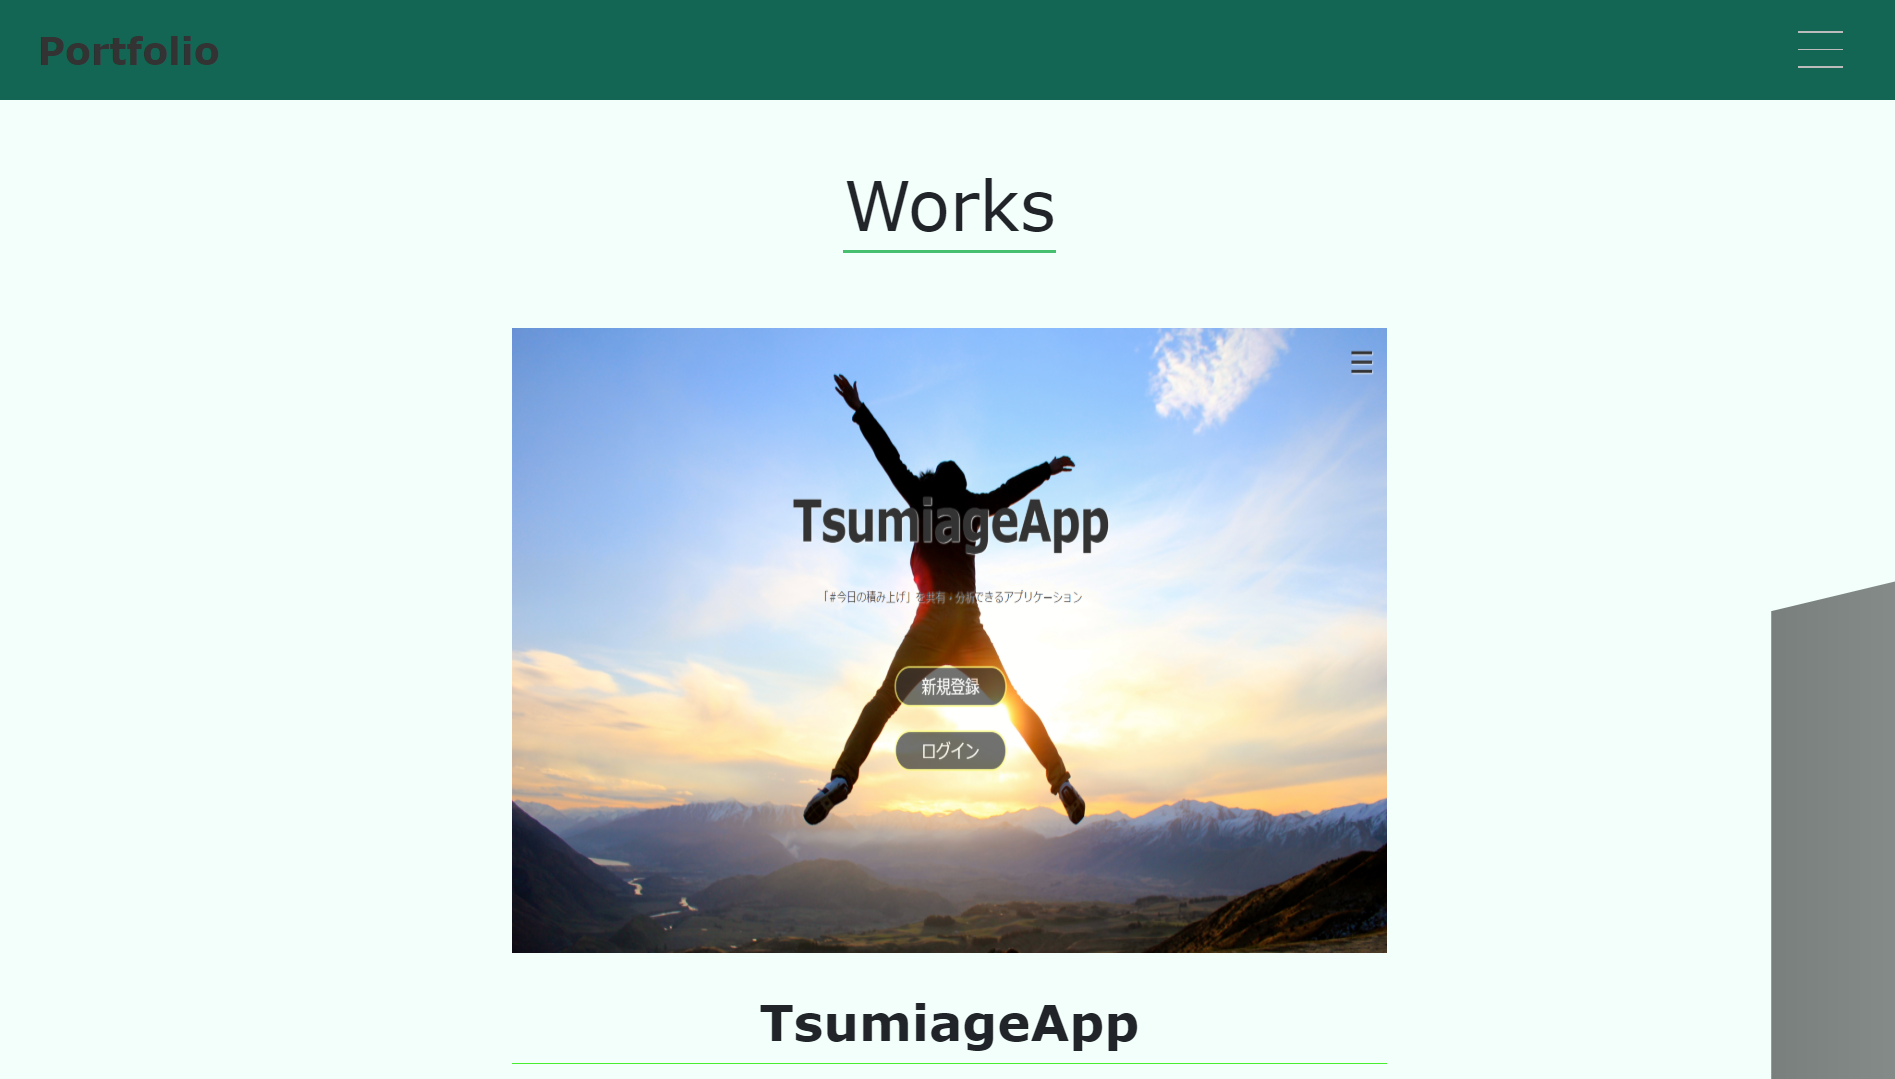 Portfolio
Works
TsumiageApp
「#今日の積み上げ」を共有・分析できるアプリケーション
新規登録
ログイン
TsumiageApp